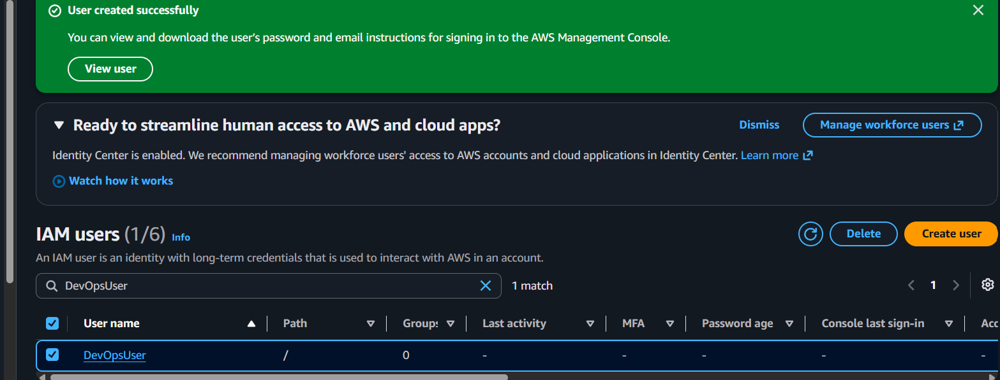 User created successfully
You can view and download the user's password and email instructions for signing in to the AWS Management Console.
View user
Ready to streamline human access to AWS and cloud apps?
Dismiss
Manage workforce users
Identity Center is enabled. We recommend managing workforce users' access to AWS accounts and cloud applications in Identity Center. Learn more
Watch how it works
IAM users (1/6) Info
Delete
Create user
An IAM user is an identity with long-term credentials that is used to interact with AWS in an account.
DevOpsUser
1 match
1
User name Path Groups Last activity MFA Password age Console last sign-in Acc
DevOpsUser / 0 - - - - -